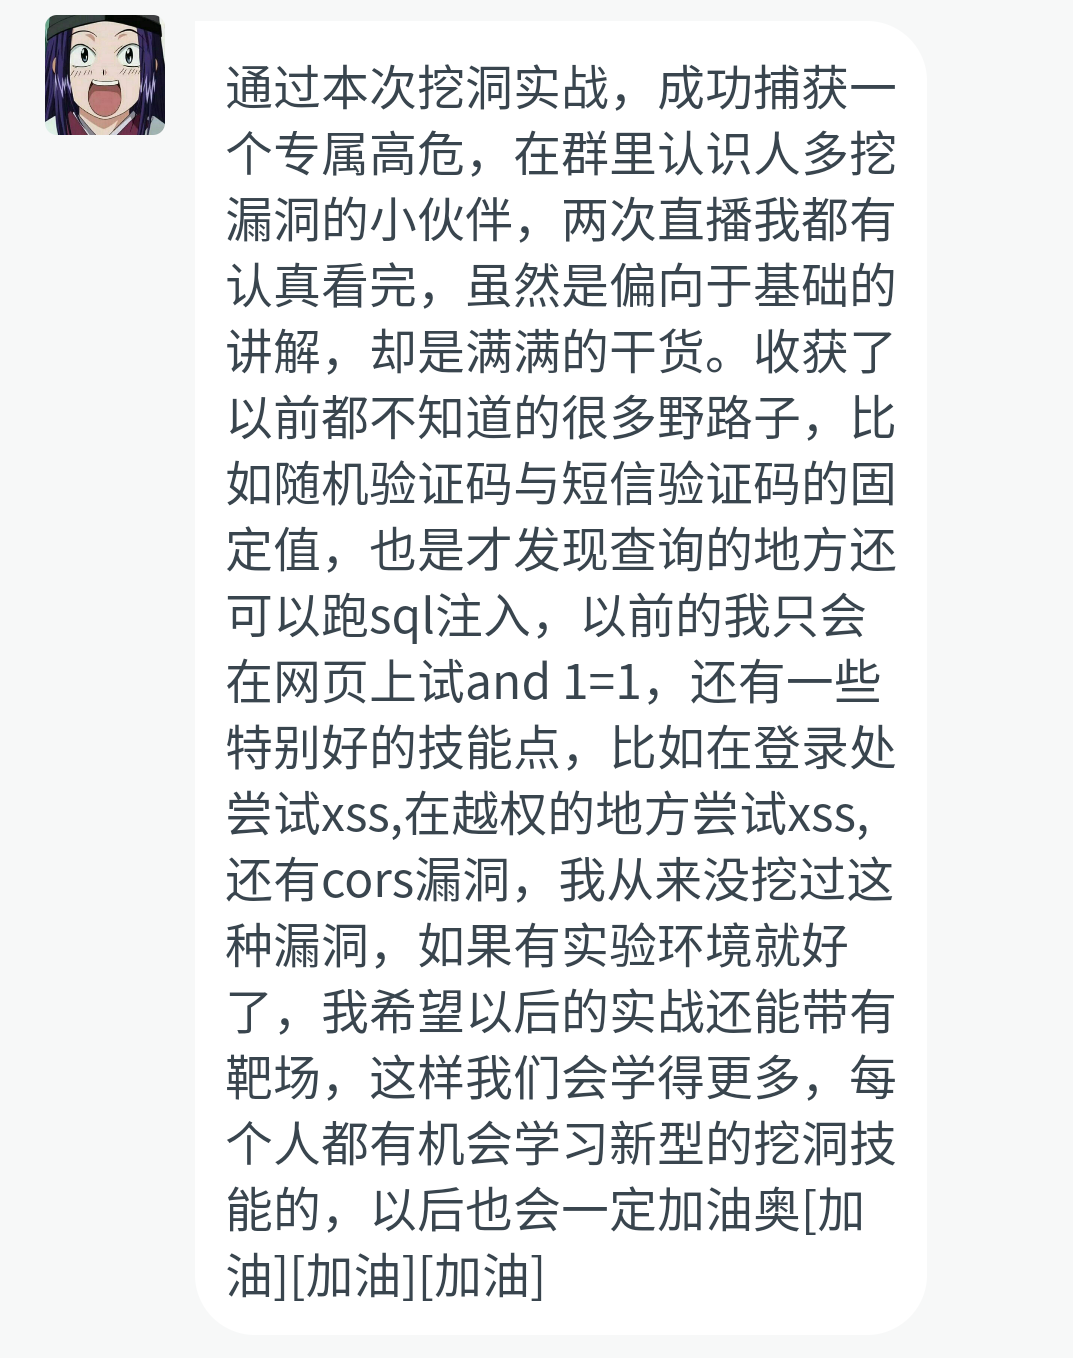 通过本次挖洞实战，成功捕获一
个专属高危，在群里认识人多挖
漏洞的小伙伴，两次直播我都有
认真看完，虽然是偏向于基础的
讲解，却是满满的干货。收获了
以前都不知道的很多野路子，比
如随机验证码与短信验证码的固
定值，也是才发现查询的地方还
可以跑sql注入，以前的我只会
在网页上试and 1=1，还有一些
特别好的技能点，比如在登录处
尝试xss,在越权的地方尝试xss,
还有cors漏洞，我从来没挖过这
种漏洞，如果有实验环境就好
了，我希望以后的实战还能带有
靶场，这样我们会学得更多，每
个人都有机会学习新型的挖洞技
能的，以后也会一定加油奥[加
油][加油][加油]